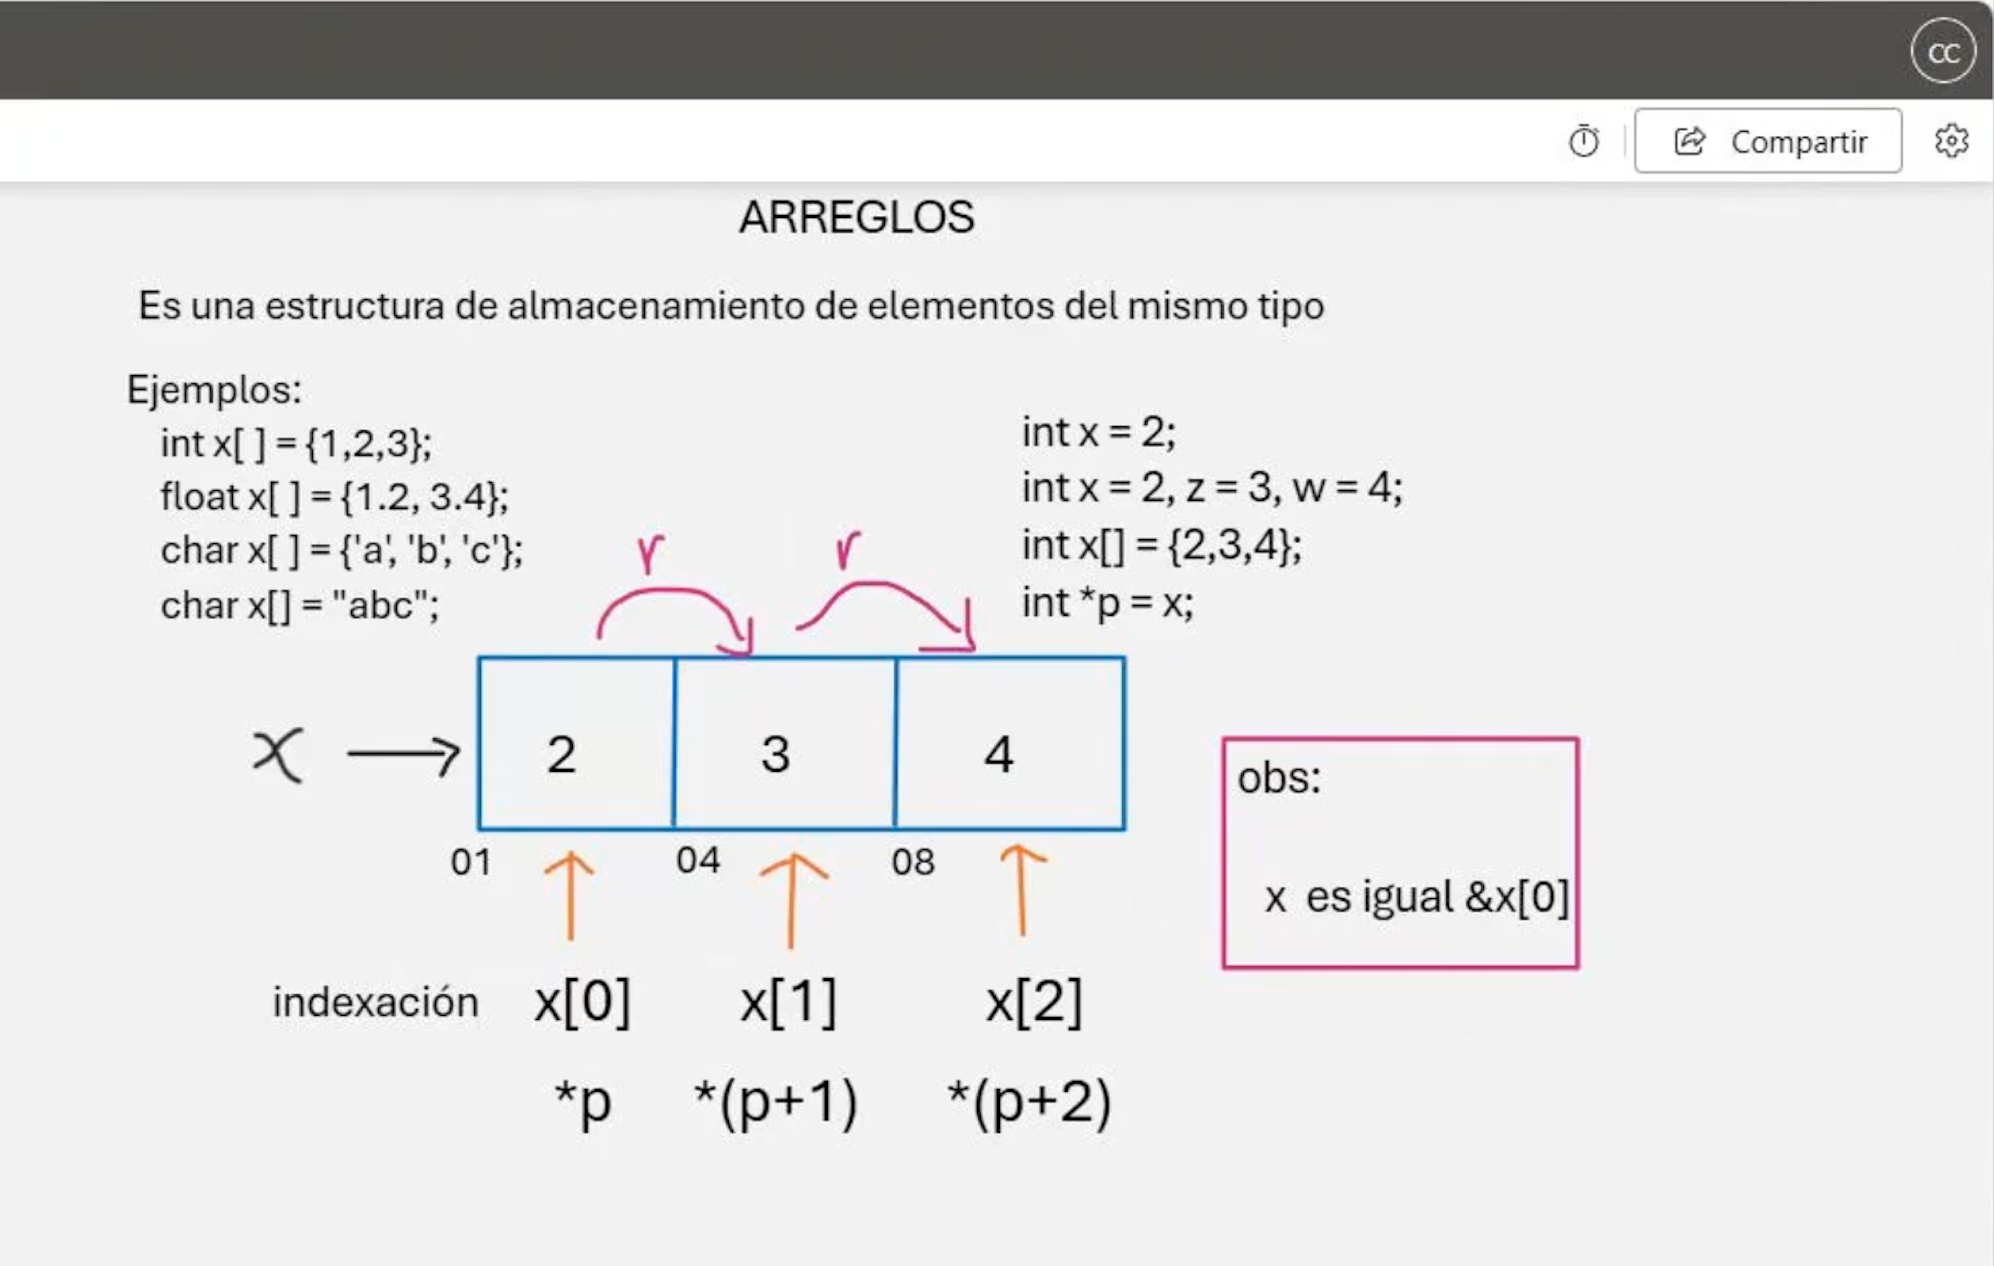 CC
Compartir
ARREGLOS
Es una estructura de almacenamiento de elementos del mismo tipo
Ejemplos:
int x[ ] = {1,2,3};
float x[ ] = {1.2, 3.4};
char x[ ] = {'a', 'b', 'c'};
char x[] = "abc";
int x = 2;
int x = 2, z = 3, w = 4;
int x[] = {2,3,4};
int *p = x;
r r
x 2 3 4
01 04 08
obs:
x es igual &x[0]
indexación x[0] x[1] x[2]
*p *(p+1) *(p+2)